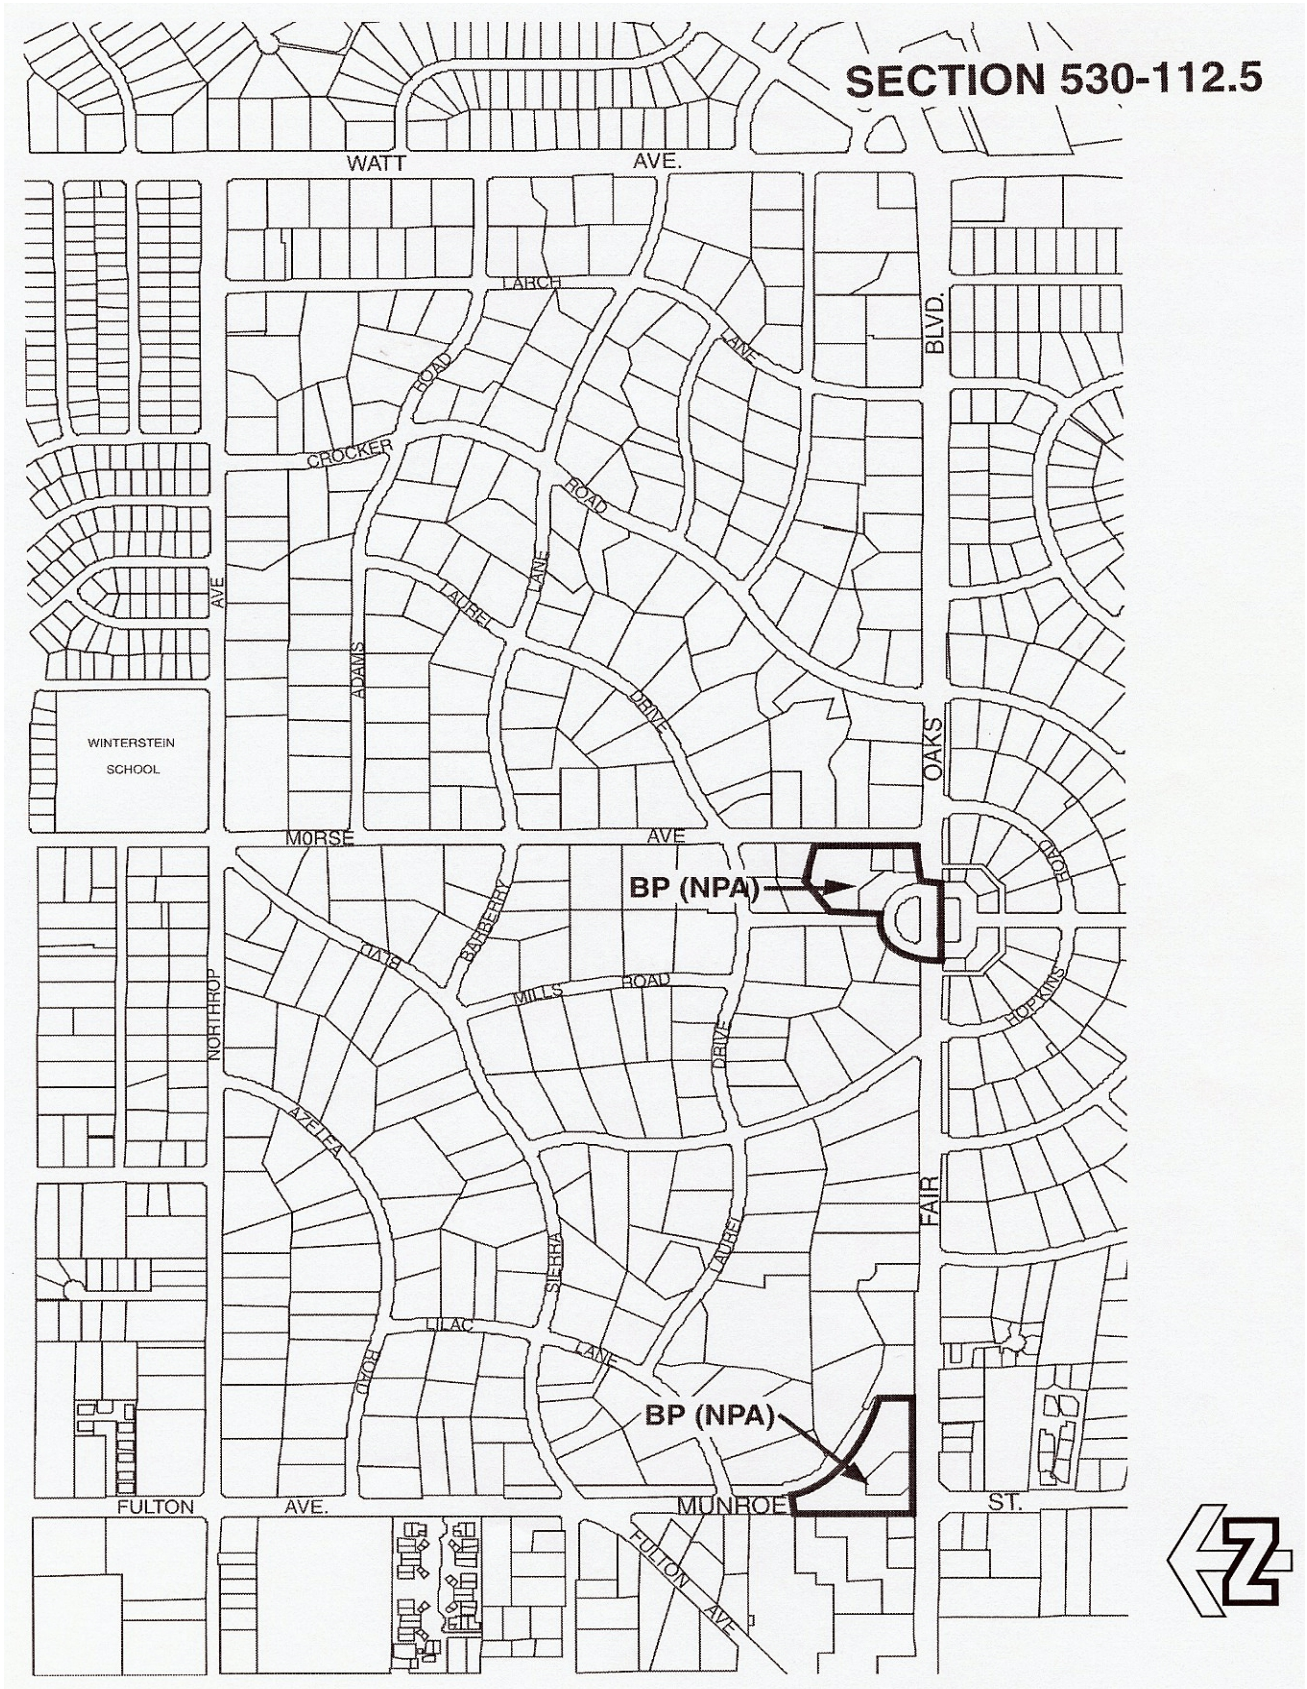 SECTION 530-112.5
WATT AVE.
LARCH
BLVD.
LANE
ROAD
CROCKER
ROAD
LANE
AVE
LAUREL
ADAMS
DRIVE
OAKS
WINTERSTEIN
SCHOOL
M0RSE AVE
ROAD
BP (NPA)
BARBERRY
BLVD
MILLS ROAD
HOPKINS
NORTHROP
DRIVE
AZELEA
FAIR
LAUREL
SIERRA
LILAC
LANE
ROAD
BP (NPA)
FULTON AVE.
MUNROE ST.
FULTON AVE
Z